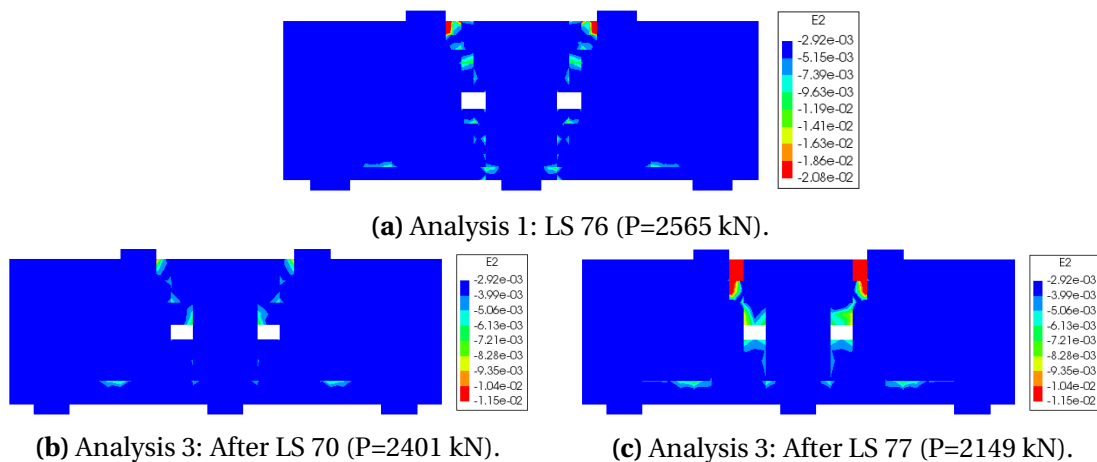 E2
-2.92e-03
-5.15e-03
-7.39e-03
-9.63e-03
-1.19e-02
-1.41e-02
-1.63e-02
-1.86e-02
-2.08e-02
(a) Analysis 1: LS 76 (P=2565 kN).
E2
-2.92e-03
-3.99e-03
-5.06e-03
-6.13e-03
-7.21e-03
-8.28e-03
-9.35e-03
-1.04e-02
-1.15e-02
(b) Analysis 3: After LS 70 (P=2401 kN).
E2
-2.92e-03
-3.99e-03
-5.06e-03
-6.13e-03
-7.21e-03
-8.28e-03
-9.35e-03
-1.04e-02
-1.15e-02
(c) Analysis 3: After LS 77 (P=2149 kN).